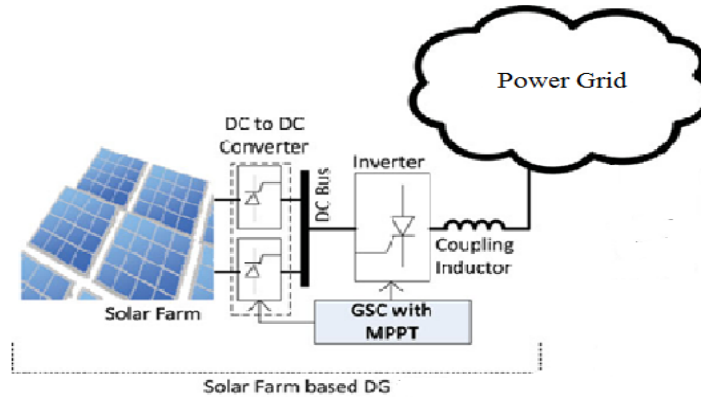 Power Grid
DC to DC
Converter
Inverter
DC Bus
Coupling
Inductor
Solar Farm
GSC with
MPPT
Solar Farm based DG